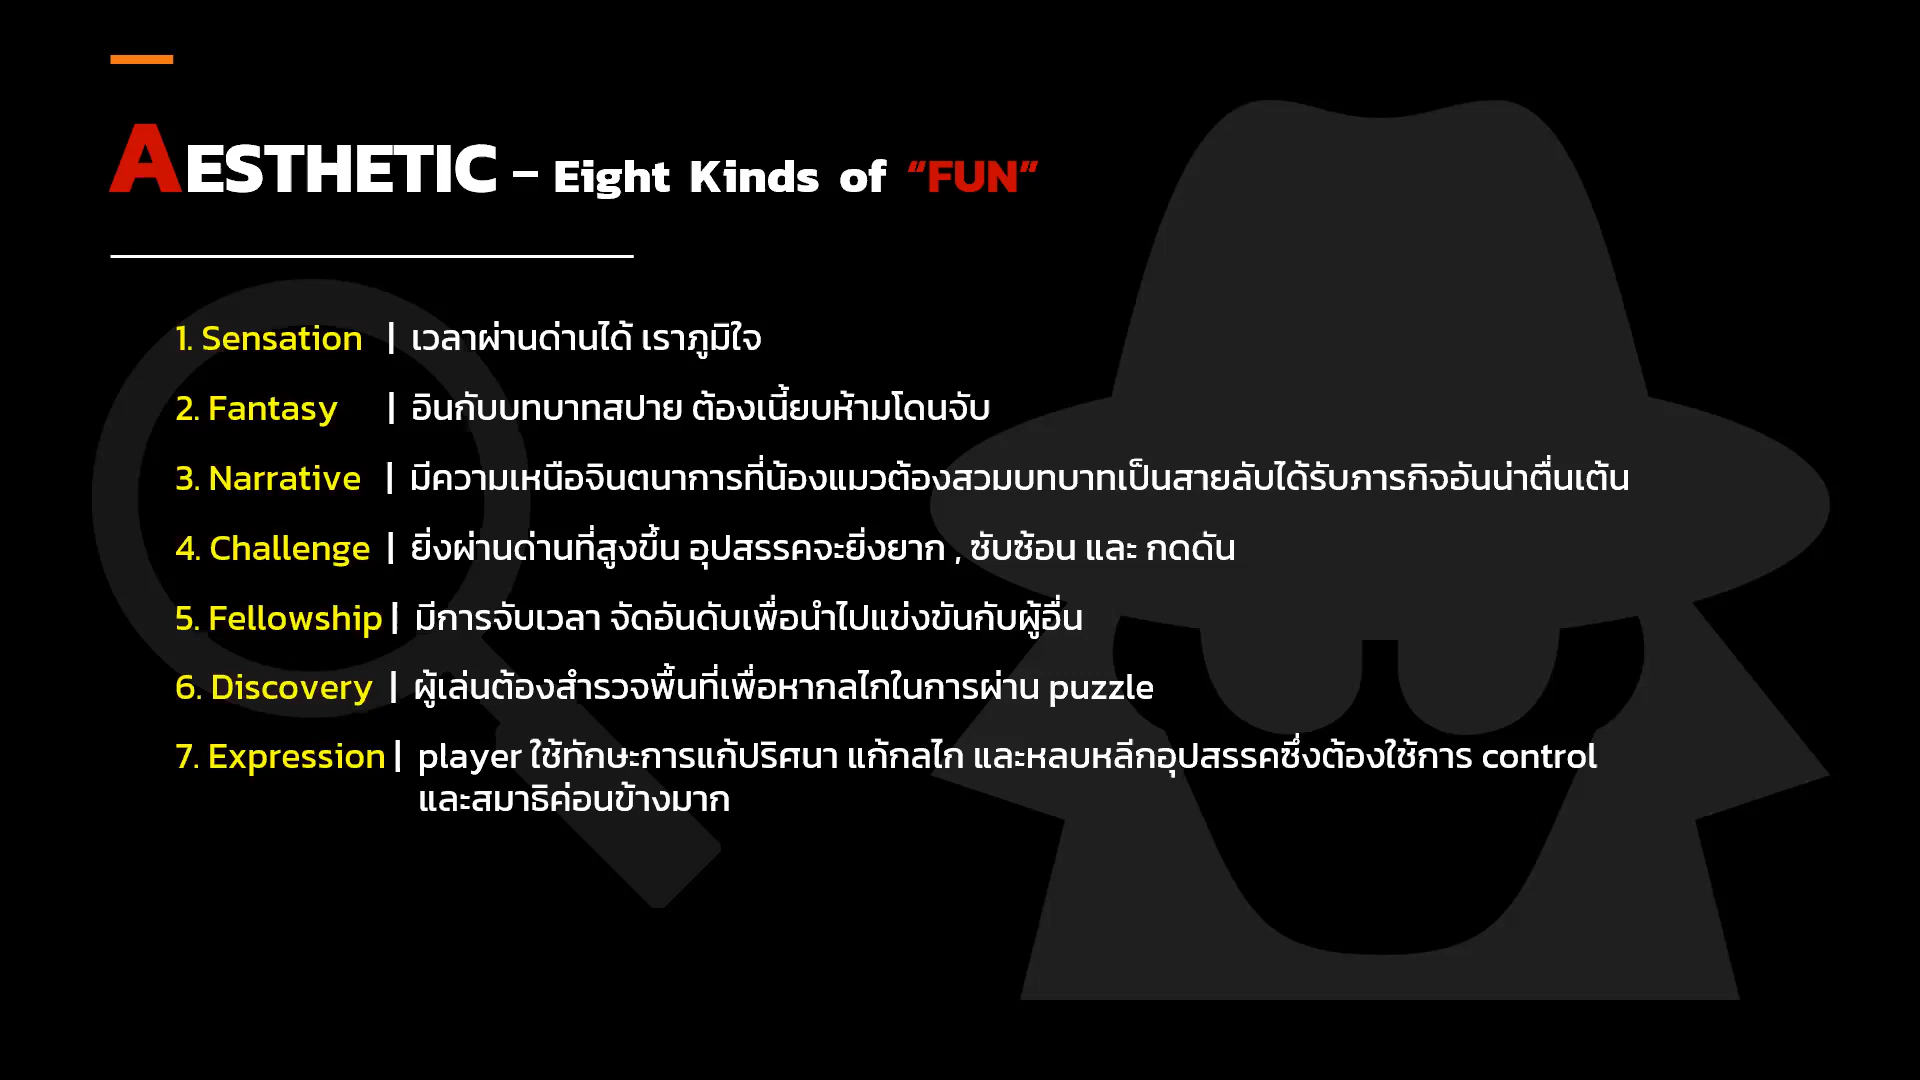 AESTHETIC – Eight Kinds of “FUN”
1. Sensation | เวลาผ่านด่านได้ เราภูมิใจ
2. Fantasy | อินกับบทบาทสปาย ต้องเนี้ยบห้ามโดนจับ
3. Narrative | มีความเหนือจินตนาการที่น้องแมวต้องสวมบทบาทเป็นสายลับได้รับภารกิจอันน่าตื่นเต้น
4. Challenge | ยิ่งผ่านด่านที่สูงขึ้น อุปสรรคจะยิ่งยาก , ซับซ้อน และ กดดัน
5. Fellowship | มีการจับเวลา จัดอันดับเพื่อนำไปแข่งขันกับผู้อื่น
6. Discovery | ผู้เล่นต้องสำรวจพื้นที่เพื่อหากลไกในการผ่าน puzzle
7. Expression | player ใช้ทักษะการแก้ปริศนา แก้กลไก และหลบหลีกอุปสรรคซึ่งต้องใช้การ control
และสมาธิค่อนข้างมาก